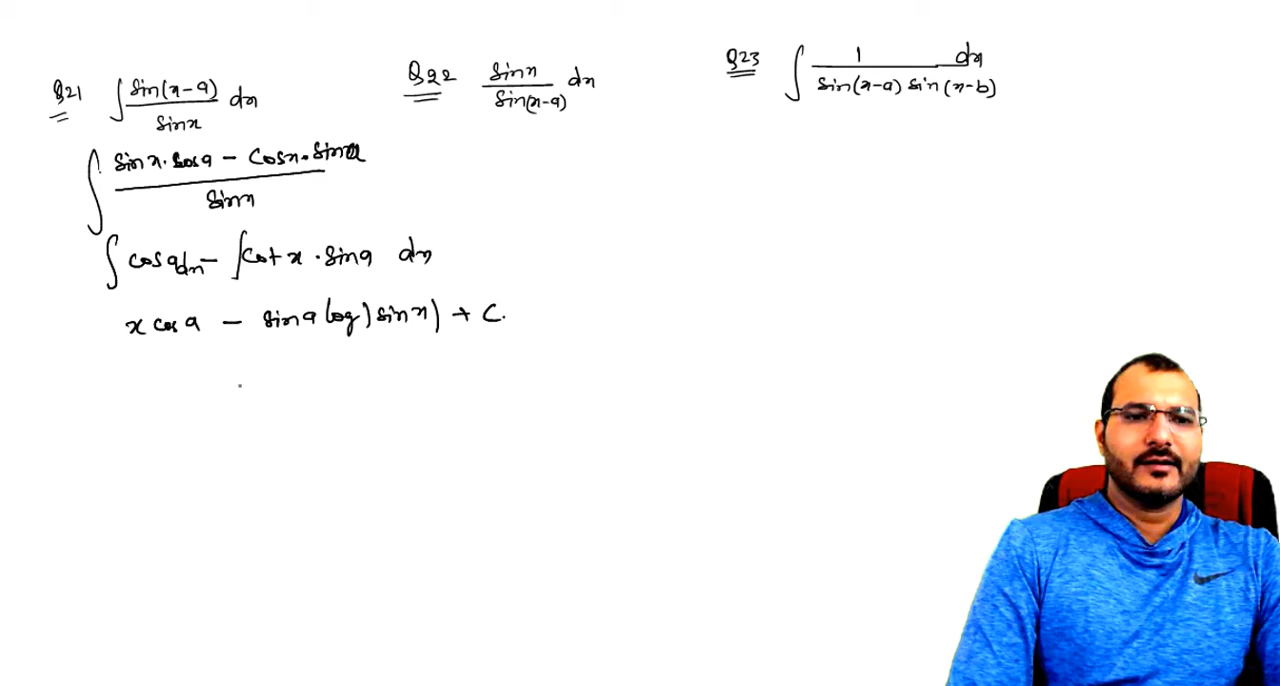 Q21 ∫ sin(x-a)/sinx dx
∫ (sinx·cosa - cosx·sina)/sinx
∫ cosa dx - ∫ cotx·sina dx
x cosa - sina log|sinx| + C.
Q22 sinx/sin(x-a) dx
Q23 ∫ 1/(sin(x-a) sin(x-b)) dx